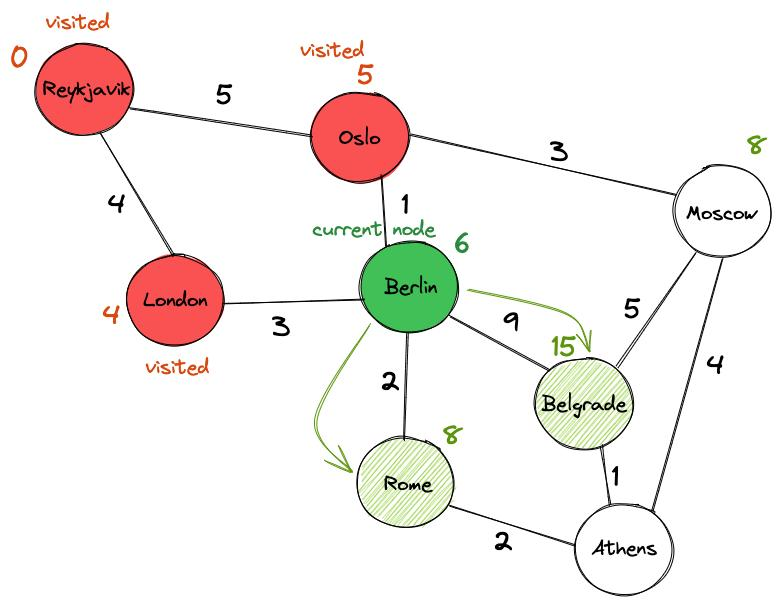 visited
0
Reykjavik
visited
5
Oslo
5
3
8
Moscow
4
1
current node
6
Berlin
London
4
3
visited
9
5
15
2
4
Belgrade
8
Rome
1
2
Athens